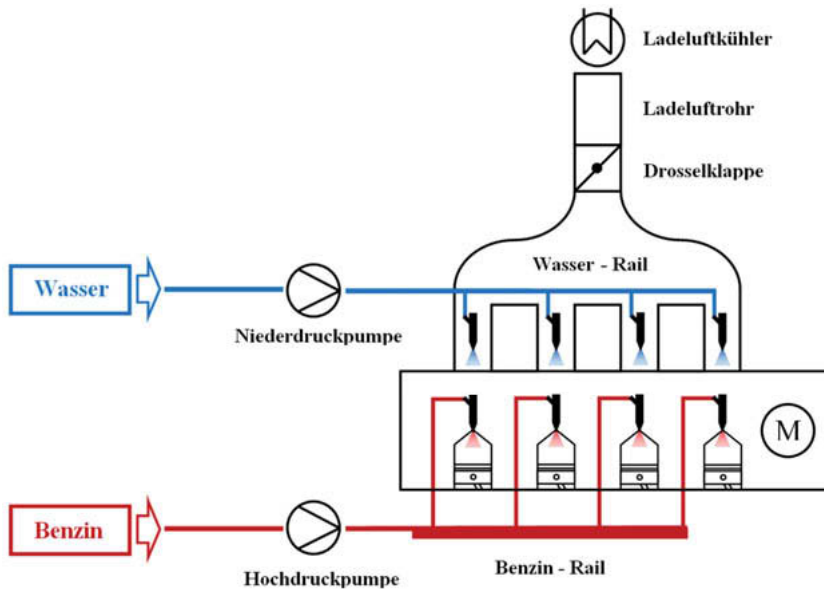 Ladeluftkühler
Ladeluftrohr
Drosselklappe
Wasser - Rail
Wasser
Niederdruckpumpe
M
Benzin
Hochdruckpumpe
Benzin - Rail